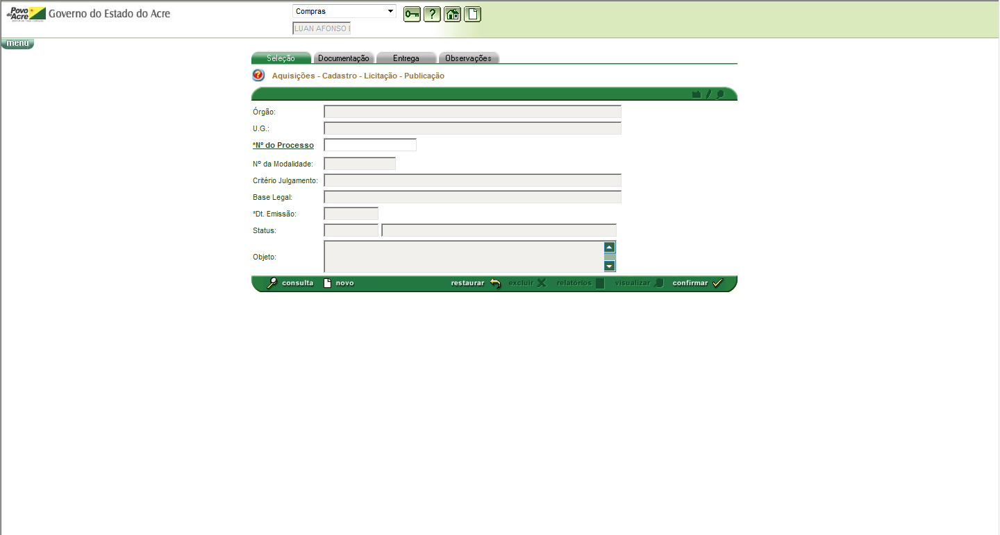 Povo do Acre
Governo do Estado do Acre
Compras
LUAN AFONSO
menu
Seleção
Documentação
Entrega
Observações
Aquisições - Cadastro - Licitação - Publicação
Órgão:
U.G.:
*Nº do Processo
Nº da Modalidade:
Critério Julgamento:
Base Legal:
*Dt. Emissão:
Status:
Objeto:
consulta
novo
restaurar
excluir
relatórios
visualizar
confirmar